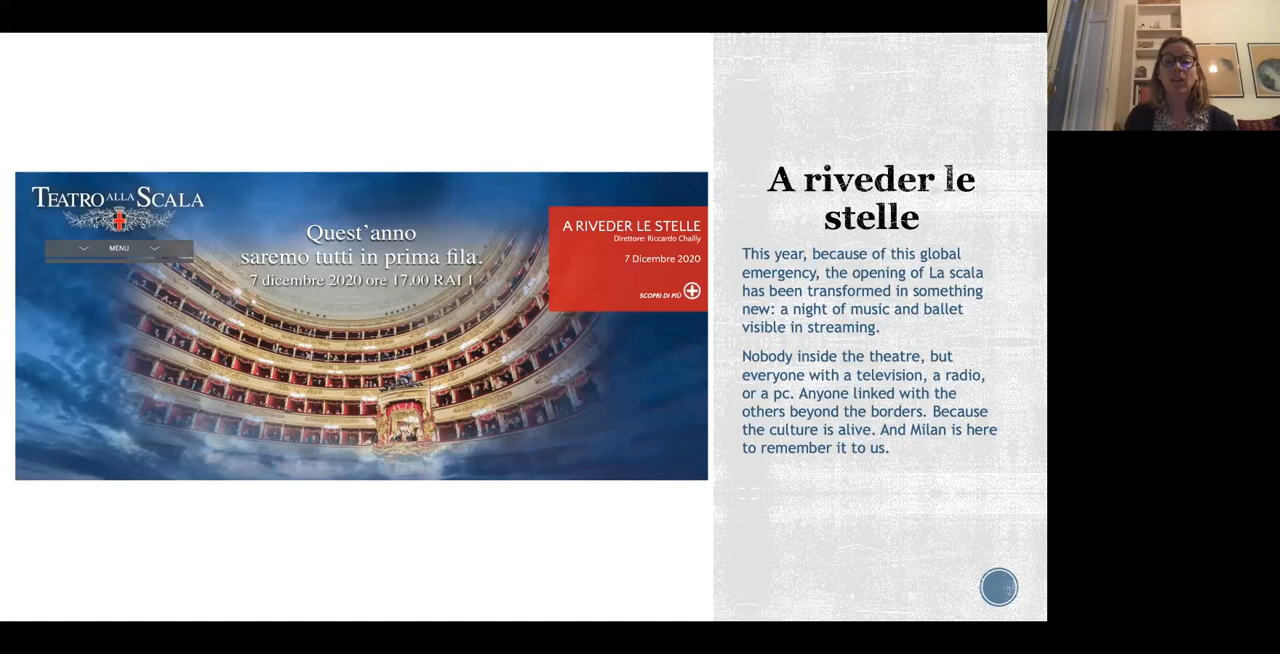 TEATRO ALLA SCALA
MENU
Quest'anno
saremo tutti in prima fila.
7 dicembre 2020 ore 17.00 RAI 1
A RIVEDER LE STELLE
Direttore: Riccardo Chailly
7 Dicembre 2020
SCOPRI DI PIÙ
A riveder le
stelle
This year, because of this global
emergency, the opening of La scala
has been transformed in something
new: a night of music and ballet
visible in streaming.
Nobody inside the theatre, but
everyone with a television, a radio,
or a pc. Anyone linked with the
others beyond the borders. Because
the culture is alive. And Milan is here
to remember it to us.